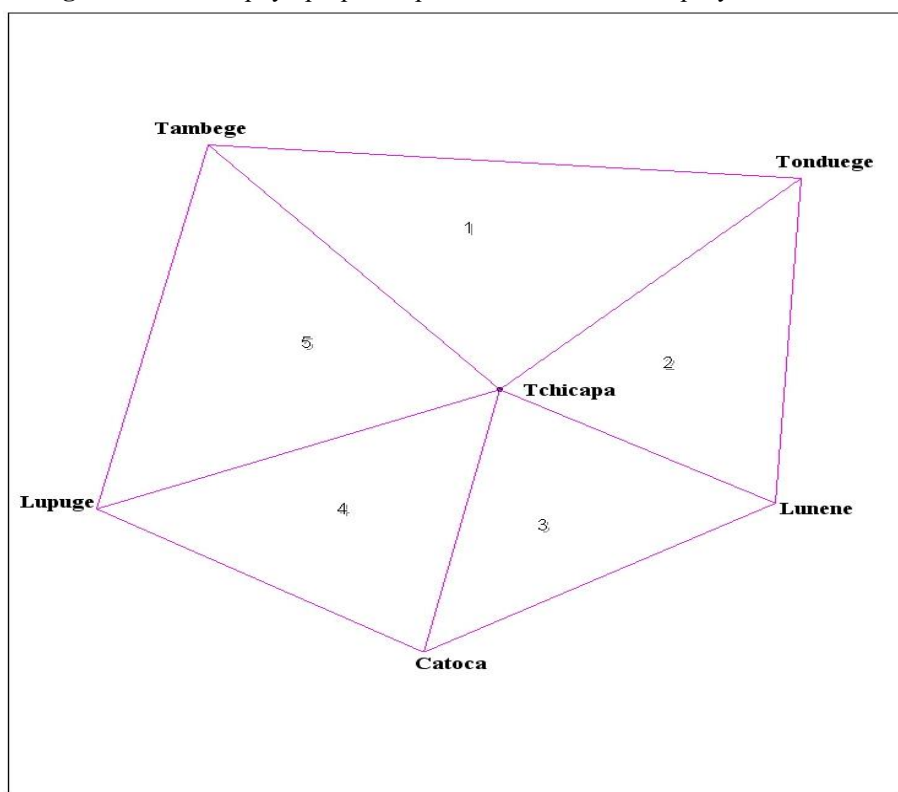 Tambege
Tonduege
1
5
2
Tchicapa
Lupuge
4
3
Lunene
Catoca